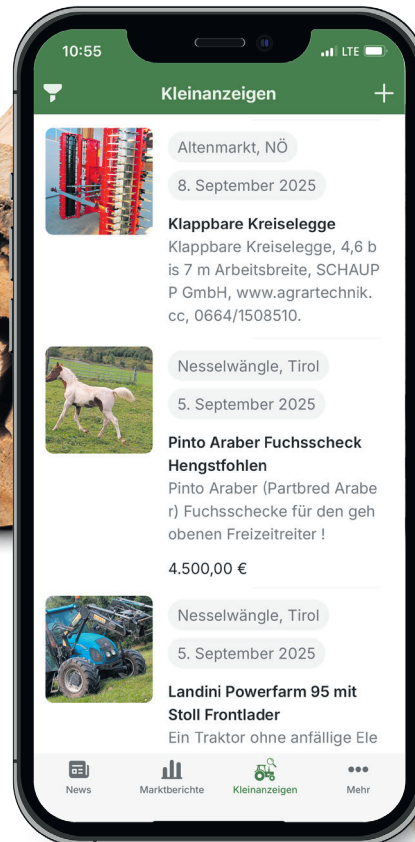 10:55
LTE
Kleinanzeigen
Altenmarkt, NÖ
8. September 2025
Klappbare Kreiselegge
Klappbare Kreiselegge, 4,6 b
is 7 m Arbeitsbreite, SCHAUP
P GmbH, www.agrartechnik.
cc, 0664/1508510.
Nesselwängle, Tirol
5. September 2025
Pinto Araber Fuchsscheck
Hengstfohlen
Pinto Araber (Partbred Arabe
r) Fuchsschecke für den geh
obenen Freizeitreiter !
4.500,00 €
Nesselwängle, Tirol
5. September 2025
Landini Powerfarm 95 mit
Stoll Frontlader
Ein Traktor ohne anfällige Ele
News
Marktberichte
Kleinanzeigen
Mehr